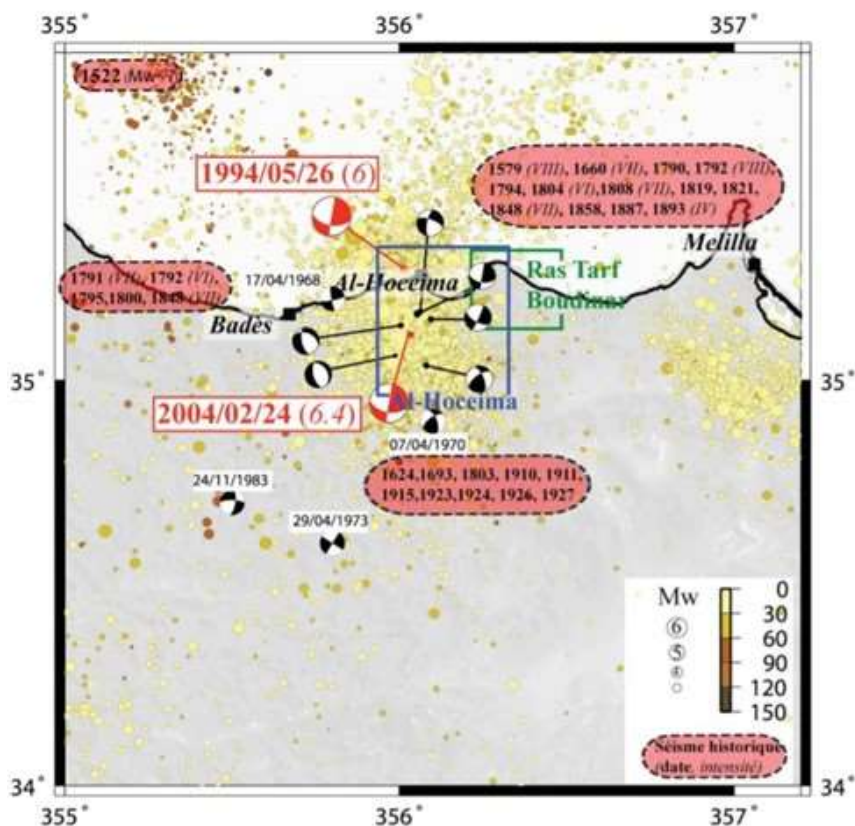 355° 356° 357°
1522 (Mw
1994/05/26 (6)
1579 (VIII), 1660 (VII), 1790, 1792 (VIII),
1794, 1804 (VI),1808 (VII), 1819, 1821,
1848 (VII), 1858, 1887, 1893 (IV)
Melilla
1791 (VII), 1792 (VI),
1795,1800, 1848 (VII)
17/04/1968
Al-Hoceima
Ras Tarf
Boudinar
Badès
35° 35°
2004/02/24 (6.4)
Al-Hoceima
07/04/1970
1624,1693, 1803, 1910, 1911,
1915,1923,1924, 1926, 1927
24/11/1983
29/04/1973
Mw
6
5
4
0
30
60
90
120
150
Séisme historique
(date, intensité)
34° 34°
355° 356° 357°